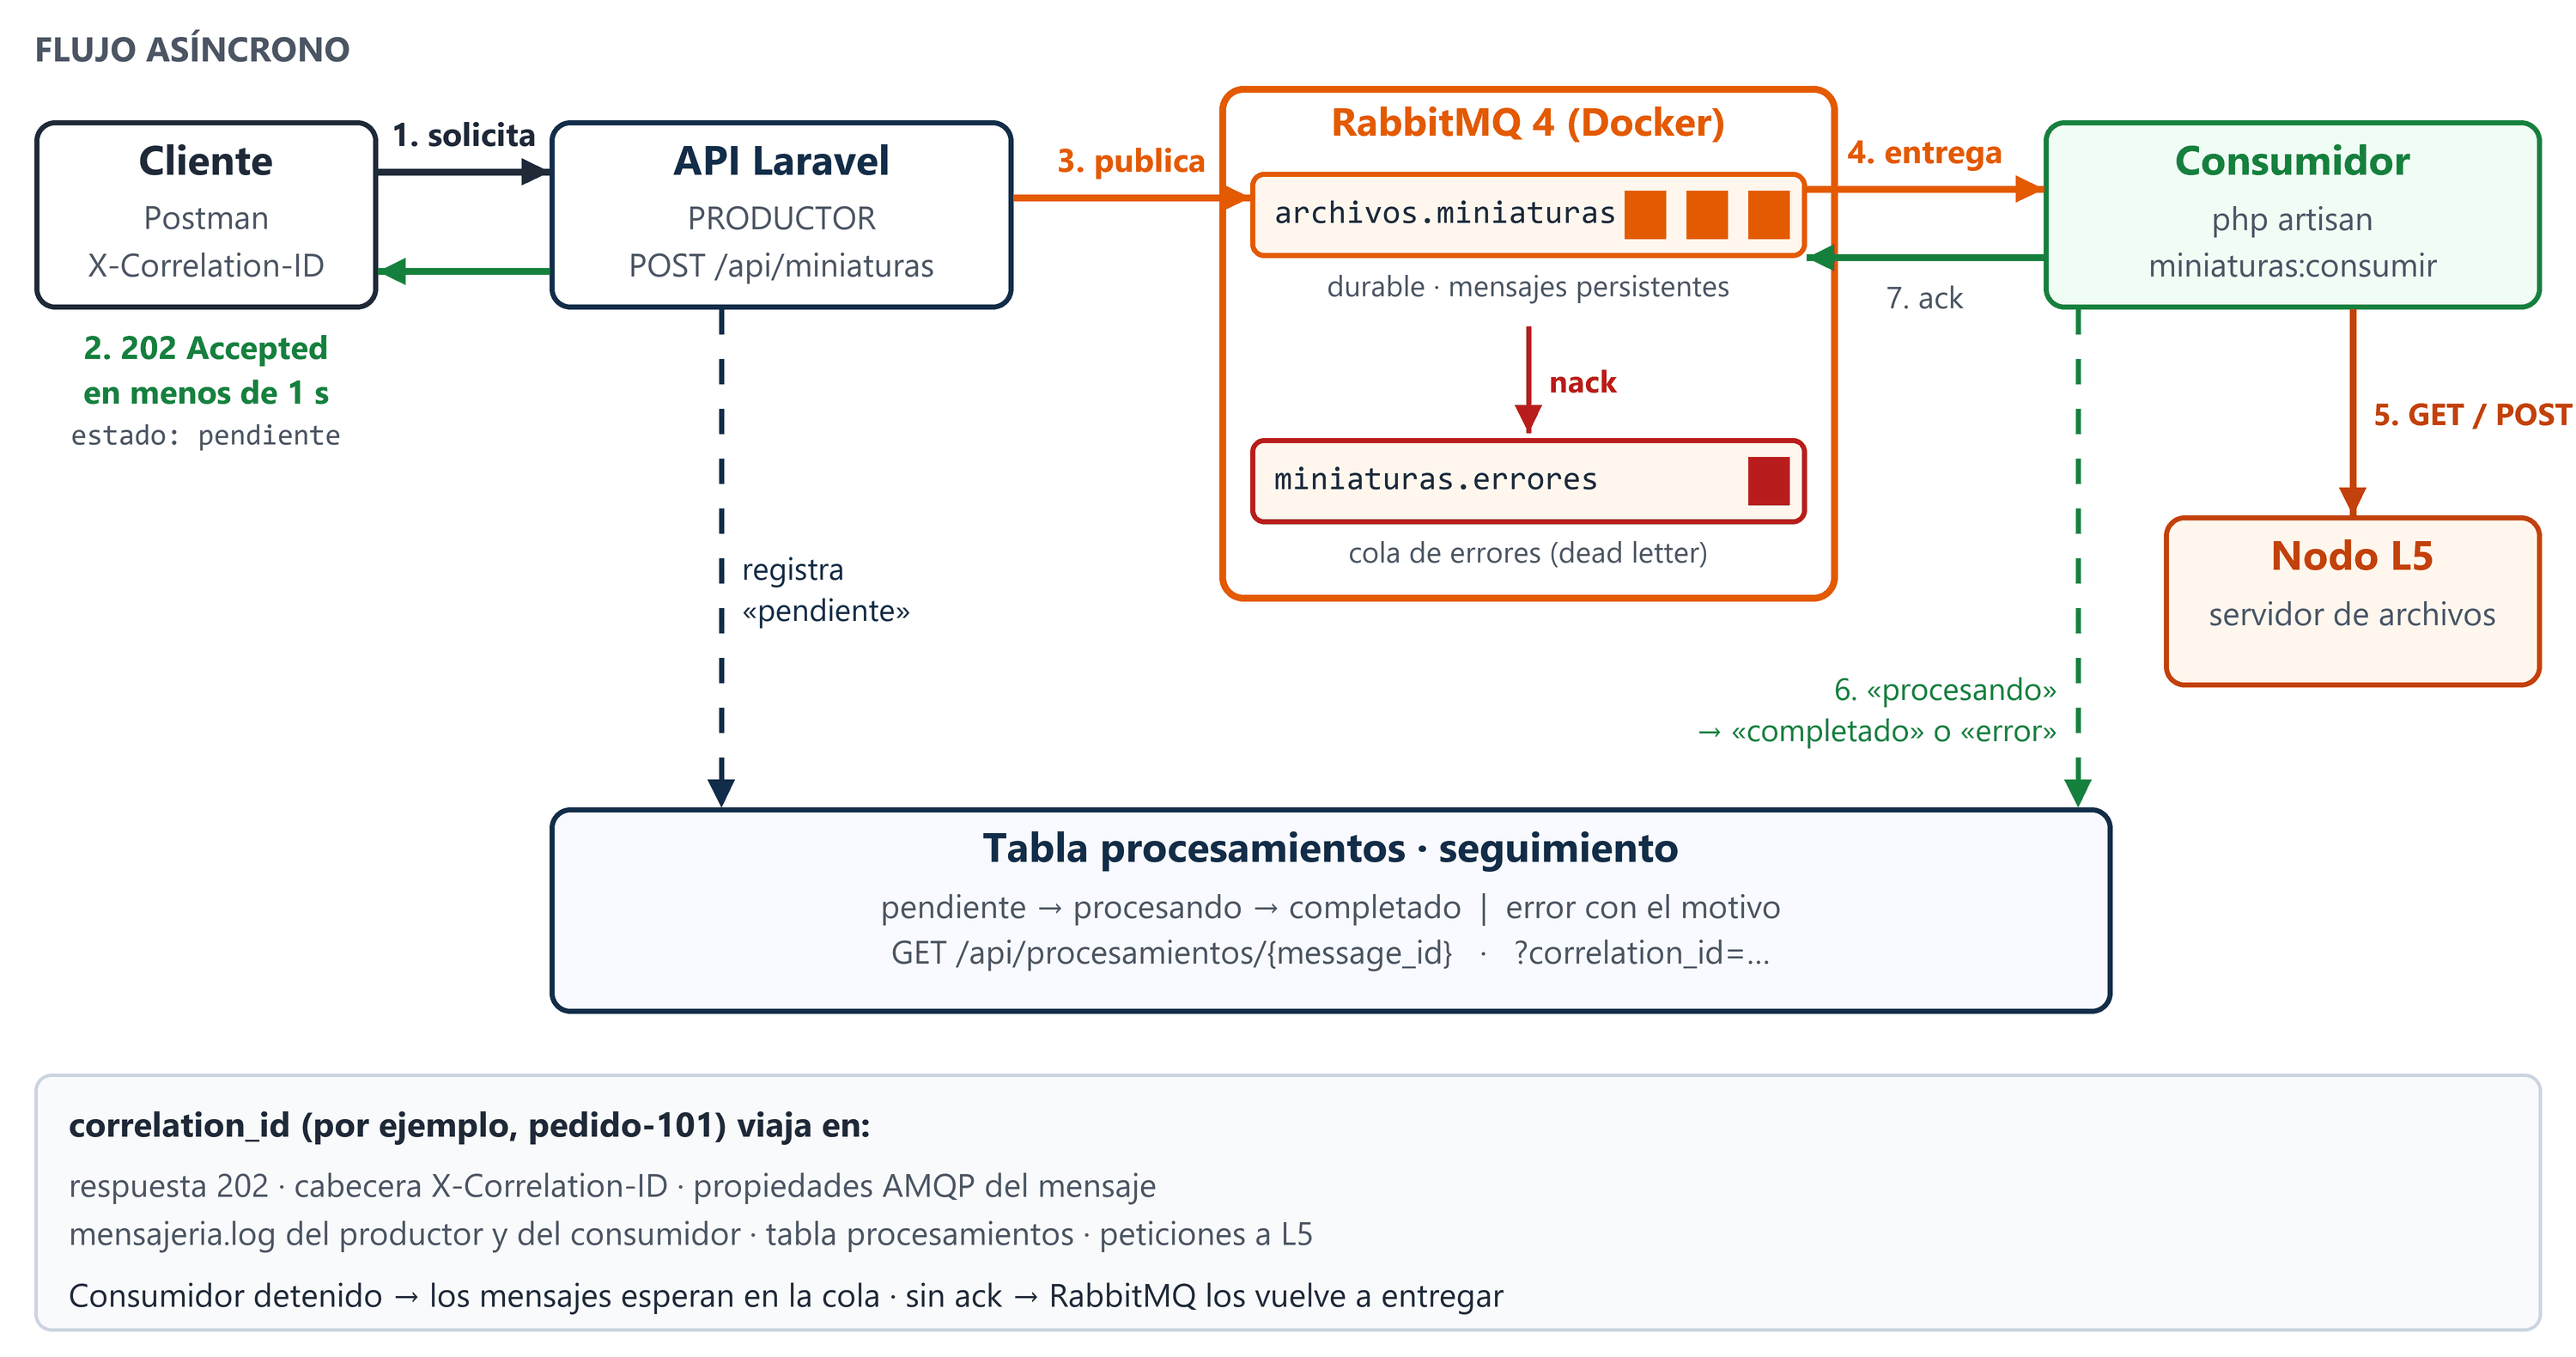 FLUJO ASÍNCRONO
Cliente
Postman
X-Correlation-ID
1. solicita
2. 202 Accepted
en menos de 1 s
estado: pendiente
API Laravel
PRODUCTOR
POST /api/miniaturas
3. publica
RabbitMQ 4 (Docker)
archivos.miniaturas
durable · mensajes persistentes
nack
miniaturas.errores
cola de errores (dead letter)
4. entrega
7. ack
Consumidor
php artisan
miniaturas:consumir
5. GET / POST
Nodo L5
servidor de archivos
registra
«pendiente»
6. «procesando»
→ «completado» o «error»
Tabla procesamientos · seguimiento
pendiente → procesando → completado | error con el motivo
GET /api/procesamientos/{message_id} · ?correlation_id=...
correlation_id (por ejemplo, pedido-101) viaja en:
respuesta 202 · cabecera X-Correlation-ID · propiedades AMQP del mensaje
mensajeria.log del productor y del consumidor · tabla procesamientos · peticiones a L5
Consumidor detenido → los mensajes esperan en la cola · sin ack → RabbitMQ los vuelve a entregar